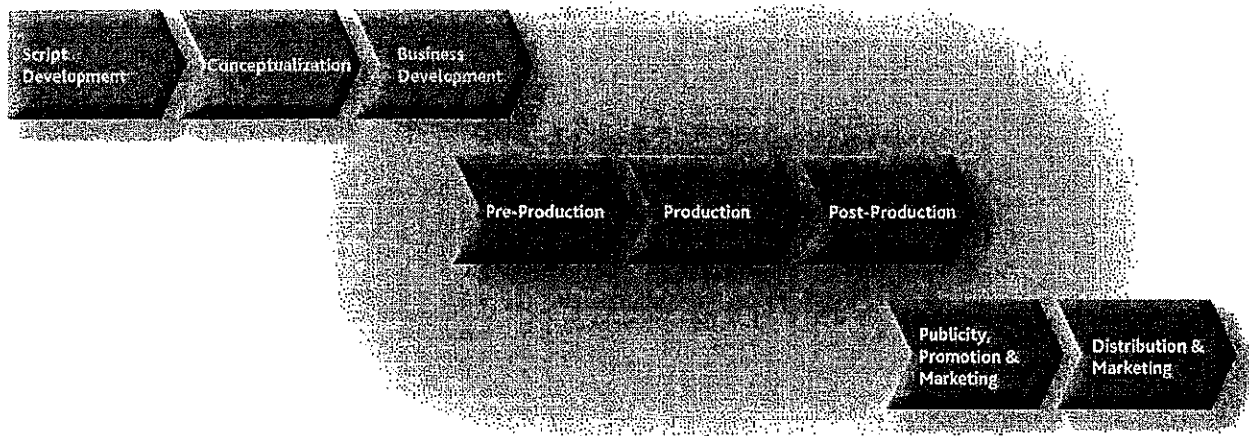 Script
Development
Conceptualization
Business
Development
Pre-Production
Production
Post-Production
Publicity,
Promotion &
Marketing
Distribution &
Marketing